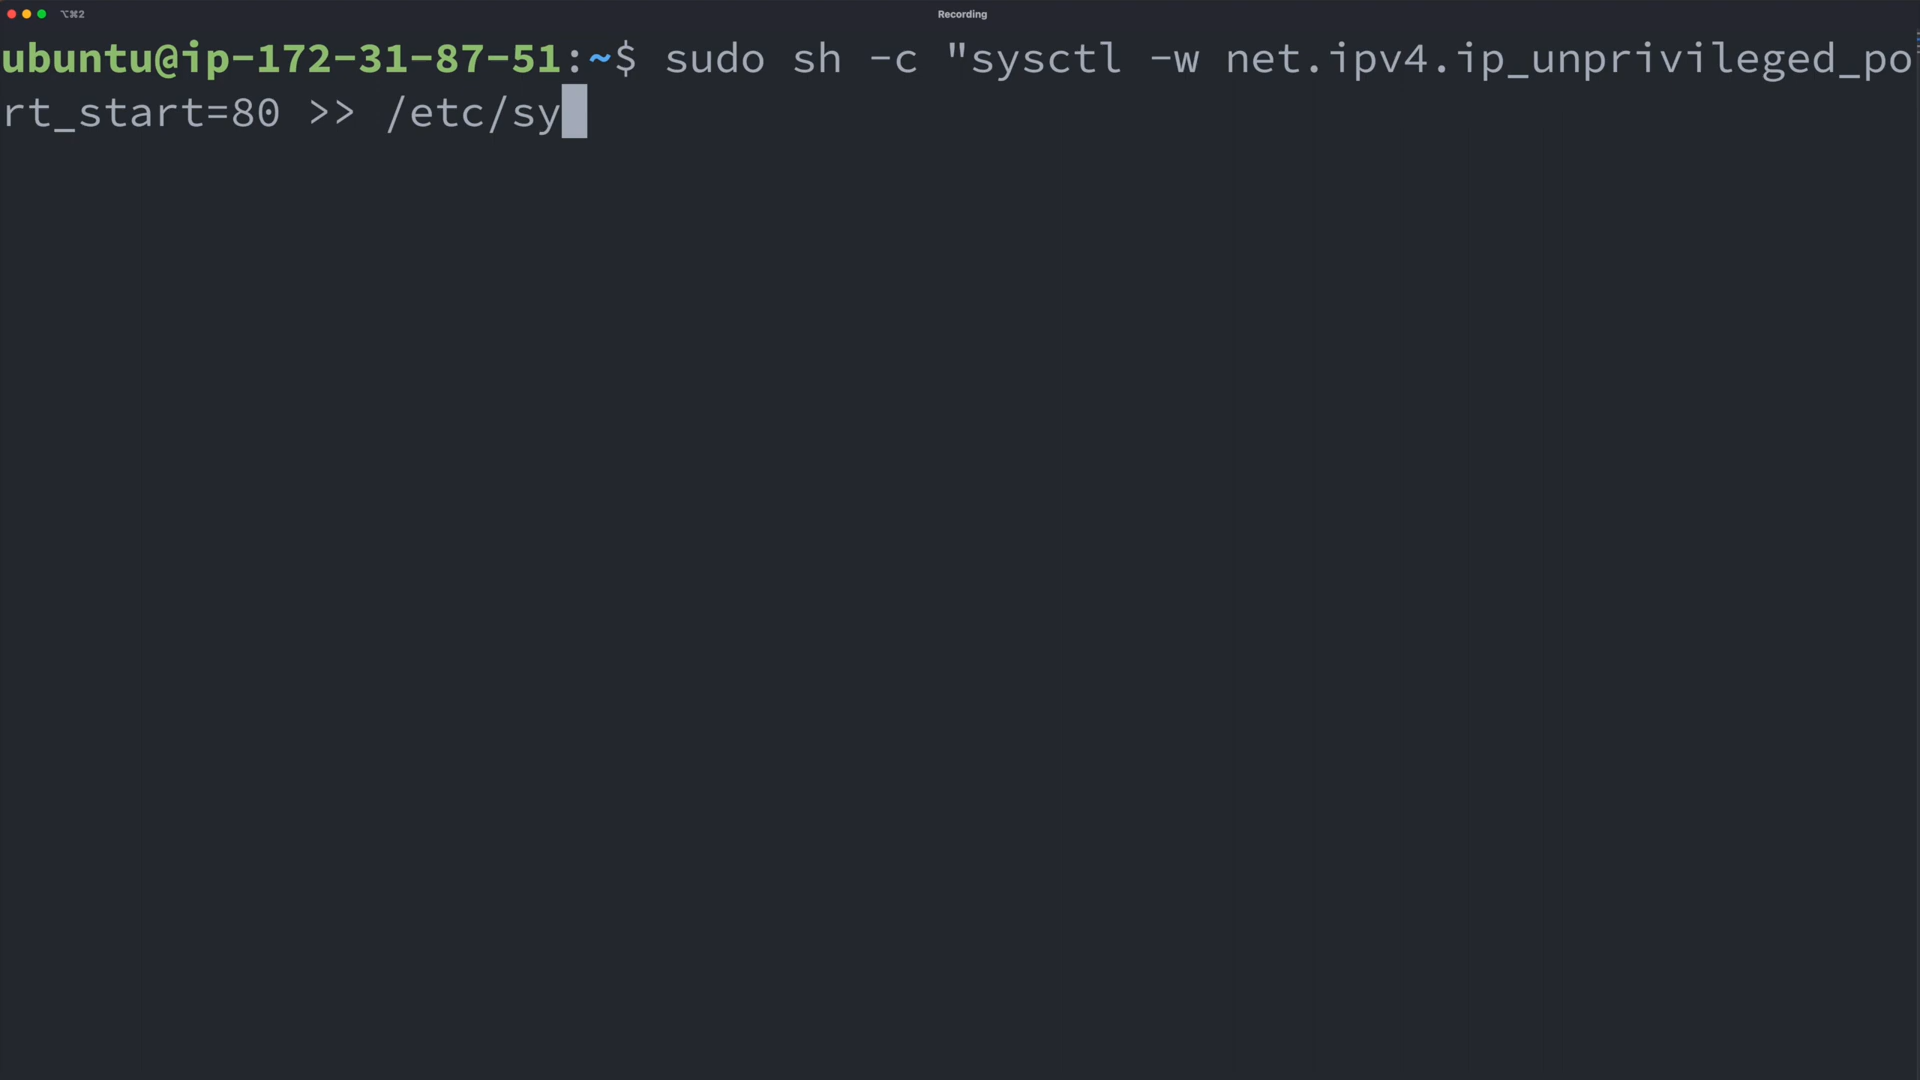 ⌥⌘2
Recording
ubuntu@ip-172-31-87-51:~$ sudo sh -c "sysctl -w net.ipv4.ip_unprivileged_po
rt_start=80 >> /etc/sy